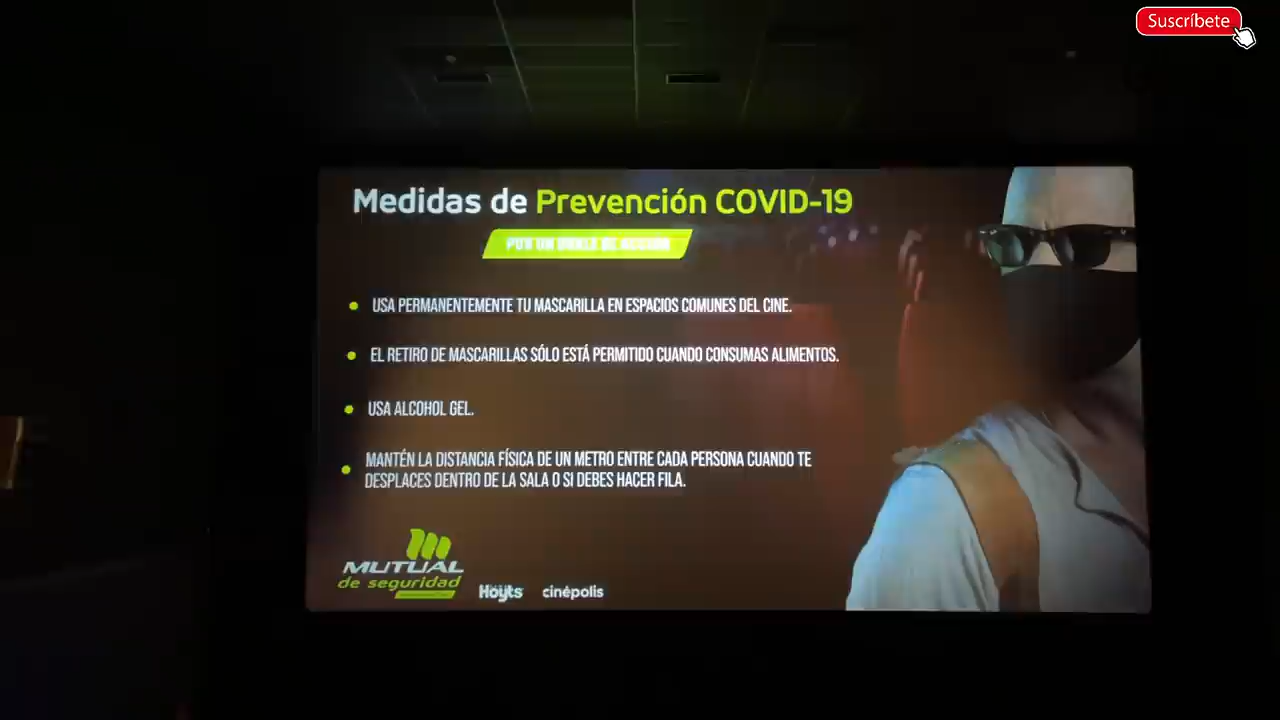 Suscríbete
Medidas de Prevención COVID-19
USA PERMANENTEMENTE TU MASCARILLA EN ESPACIOS COMUNES DEL CINE.
EL RETIRO DE MASCARILLAS SÓLO ESTÁ PERMITIDO CUANDO CONSUMAS ALIMENTOS.
USA ALCOHOL GEL.
MANTÉN LA DISTANCIA FÍSICA DE UN METRO ENTRE CADA PERSONA CUANDO TE
DESPLACES DENTRO DE LA SALA O SI DEBES HACER FILA.
MUTUAL
de seguridad
Hoyts cinépolis